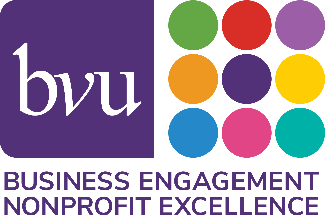 bvu
BUSINESS ENGAGEMENT
NONPROFIT EXCELLENCE